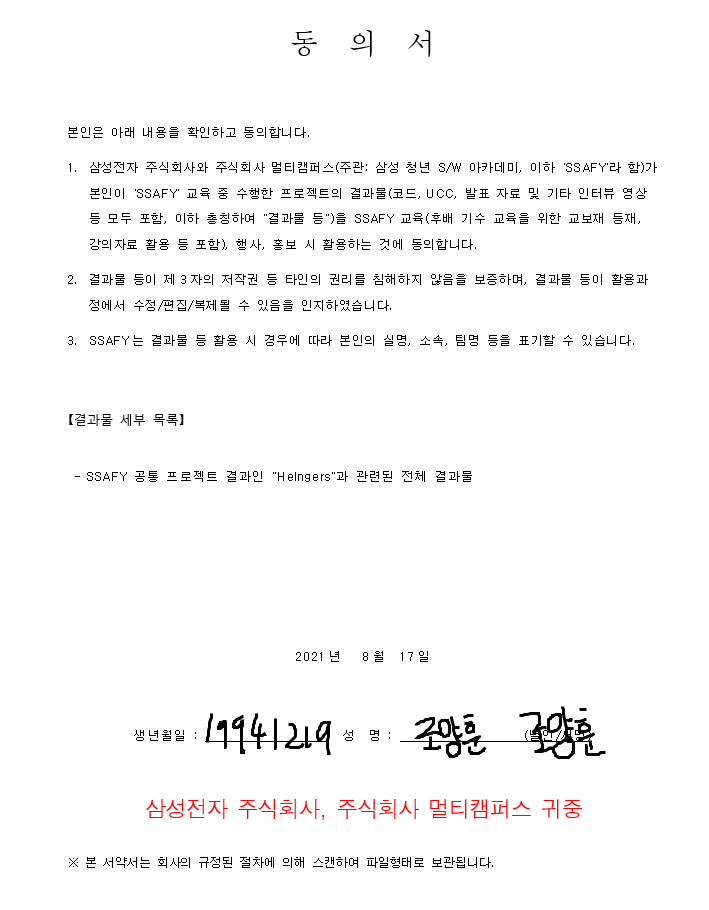 동 의 서
본인은 아래 내용을 확인하고 동의합니다.
1. 삼성전자 주식회사와 주식회사 멀티캠퍼스(주관: 삼성 청년 S/W 아카데미, 이하 'SSAFY'라 함)가
본인이 'SSAFY' 교육 중 수행한 프로젝트의 결과물(코드, UCC, 발표 자료 및 기타 인터뷰 영상
등 모두 포함, 이하 총칭하여 "결과물 등")을 SSAFY 교육(후배 기수 교육을 위한 교보재 등재,
강의자료 활용 등 포함), 행사, 홍보 시 활용하는 것에 동의합니다.
2. 결과물 등이 제 3자의 저작권 등 타인의 권리를 침해하지 않음을 보증하며, 결과물 등이 활용과
정에서 수정/편집/복제될 수 있음을 인지하였습니다.
3. SSAFY는 결과물 등 활용 시 경우에 따라 본인의 실명, 소속, 팀명 등을 표기할 수 있습니다.
【결과물 세부 목록】
- SSAFY 공통 프로젝트 결과인 "Helngers"과 관련된 전체 결과물
2021년 8월 17일
생년월일 : 19941219 성 명 : 조양훈 조양훈 (날인/서명)
삼성전자 주식회사, 주식회사 멀티캠퍼스 귀중
※ 본 서약서는 회사의 규정된 절차에 의해 스캔하여 파일형태로 보관됩니다.